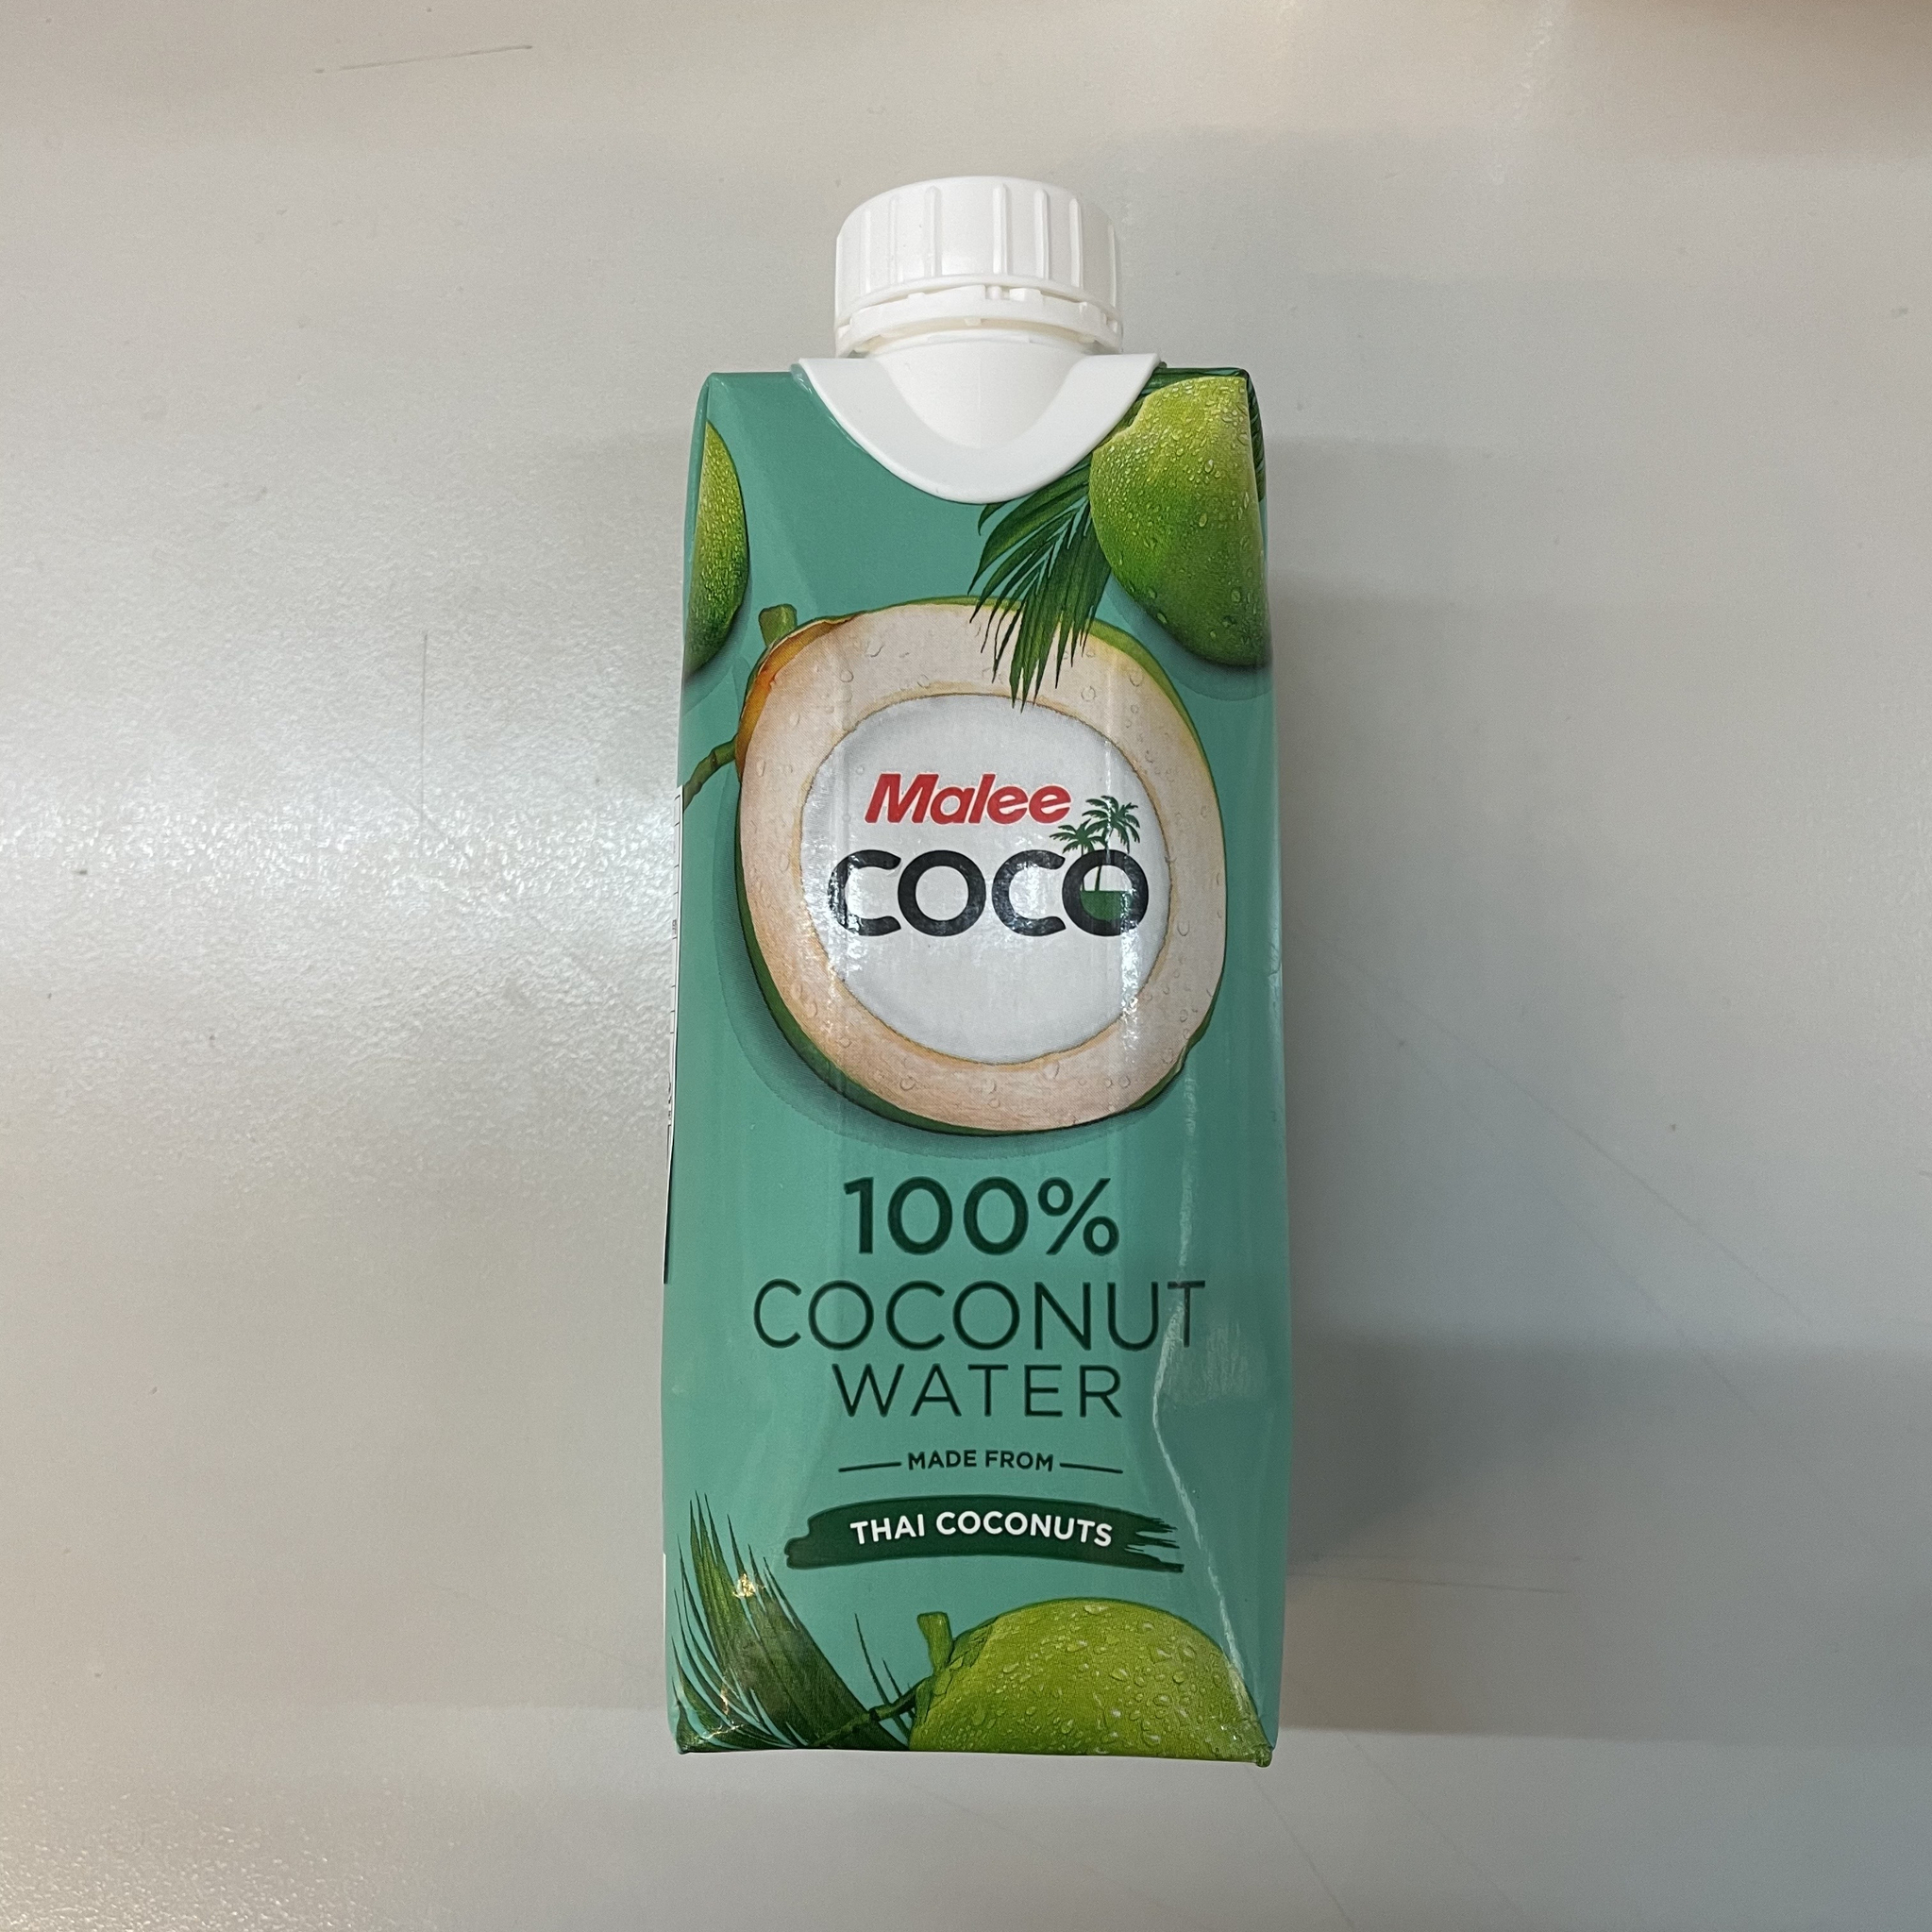 Malee
COCO
100%
COCONUT
WATER
MADE FROM
THAI COCONUTS